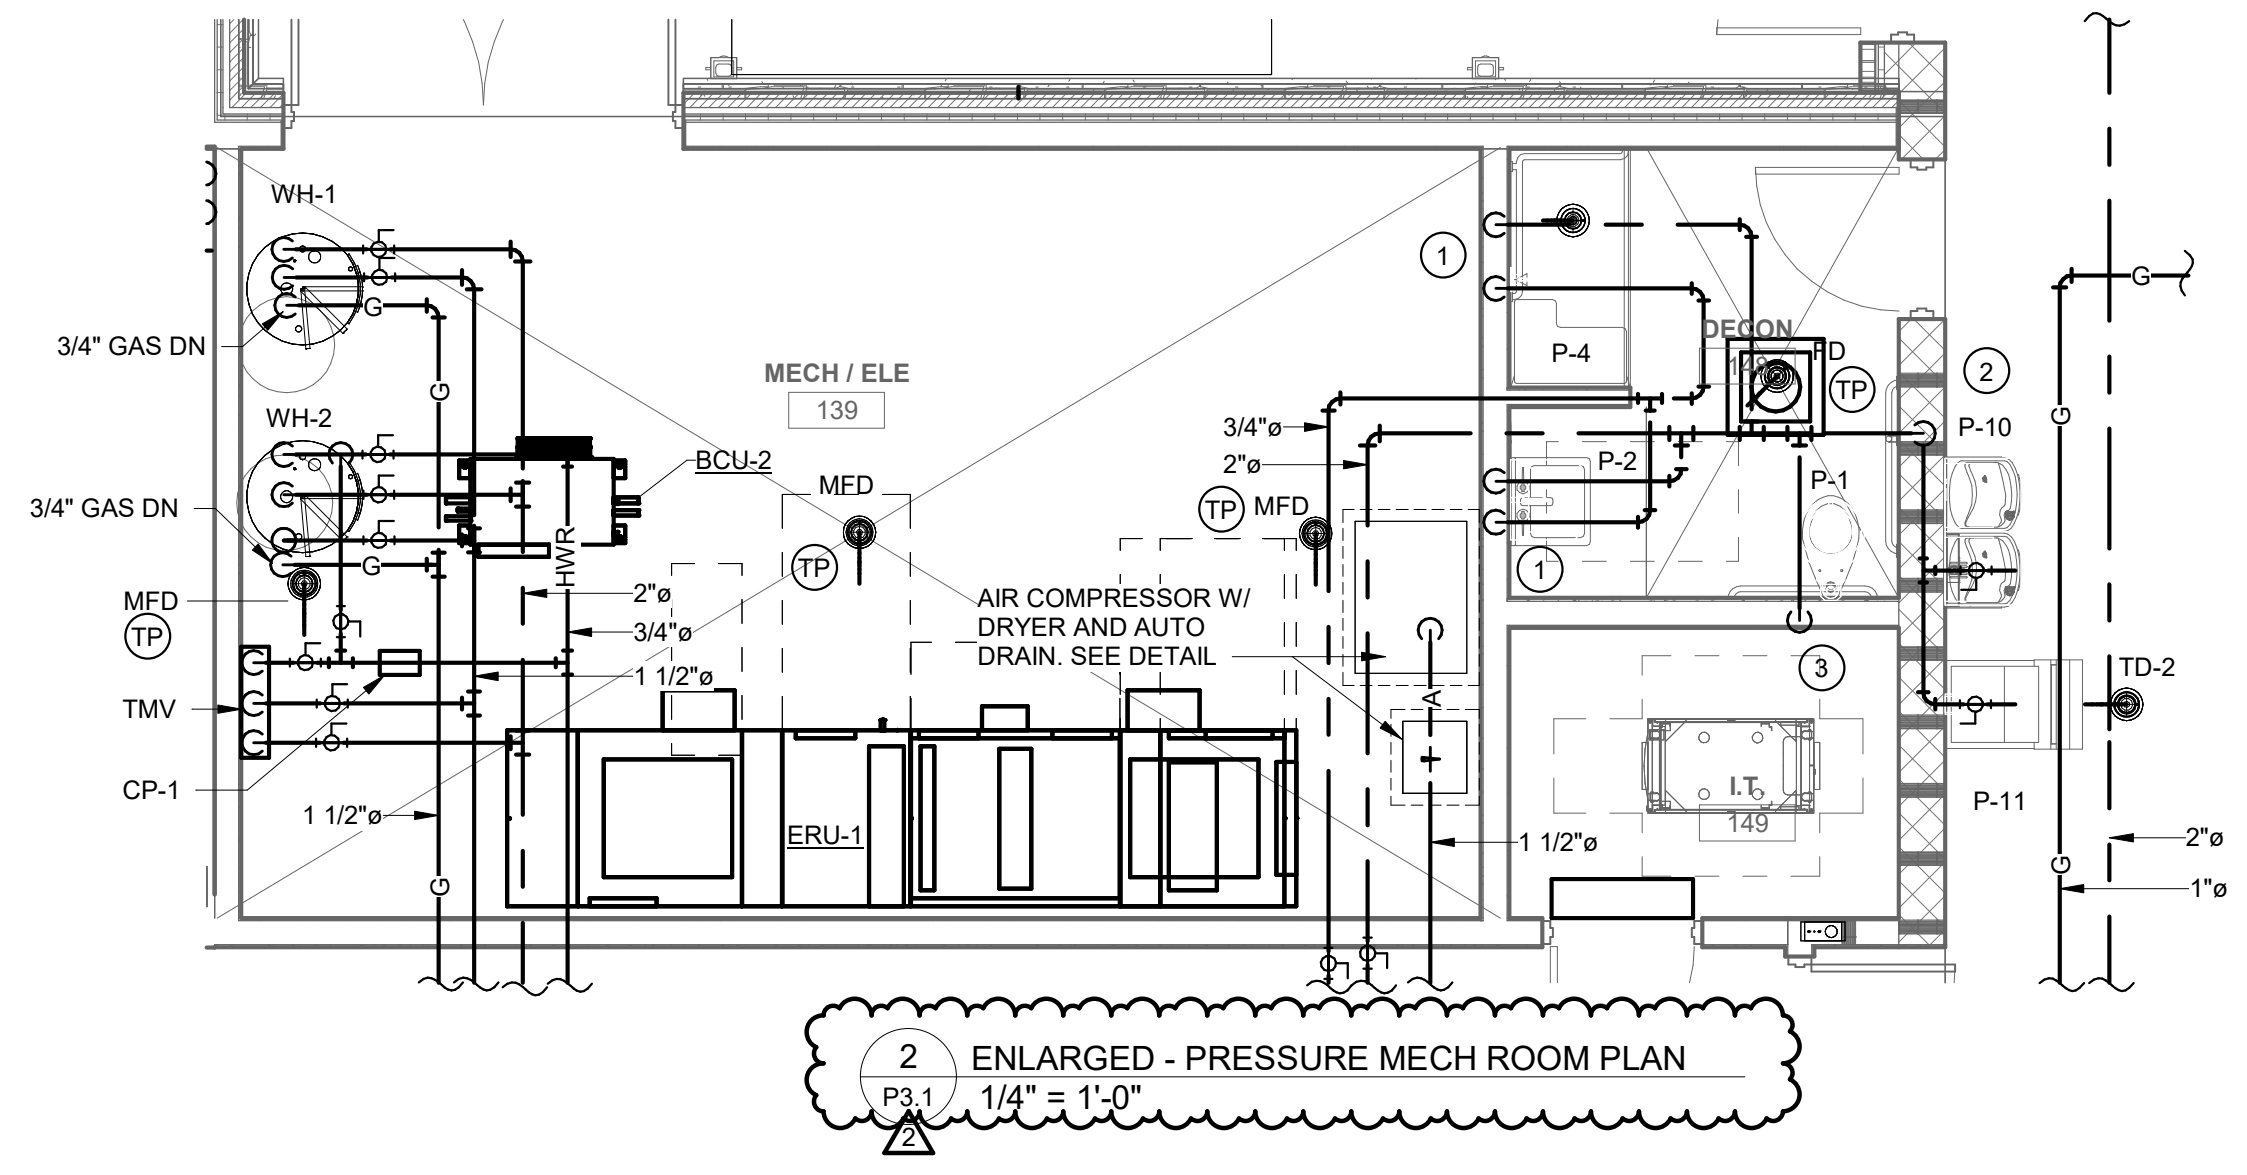 WH-1
1
G
G
3/4" GAS DN
DECON
148
FD
P-4
2
MECH / ELE
139
TP
G
G
WH-2
3/4"ø
P-10
2"ø
P-2
BCU-2
P-1
MFD
TP
MFD
3/4" GAS DN
HWR
TP
G
1
MFD
TP
2"ø
3/4"ø
1 1/2"ø
AIR COMPRESSOR W/
DRYER AND AUTO
DRAIN. SEE DETAIL
3
TD-2
A
TMV
CP-1
I.T.
149
P-11
1 1/2"ø
ERU-1
1 1/2"ø
2"ø
G
G
1"ø
2
P3.1
ENLARGED - PRESSURE MECH ROOM PLAN
1/4" = 1'-0"
2